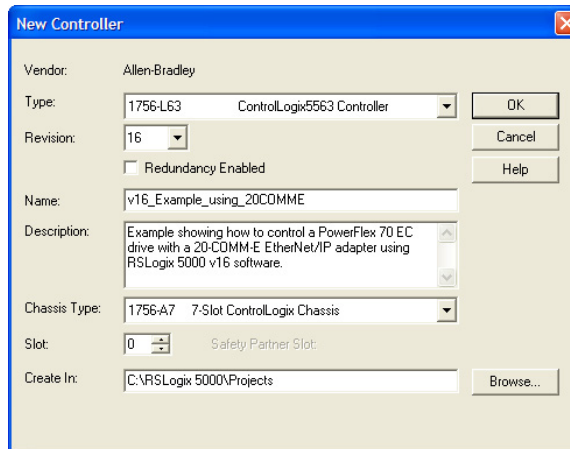 New Controller
Vendor: Allen-Bradley
Type: 1756-L63 ControlLogix5563 Controller OK
Revision: 16 Cancel
Redundancy Enabled Help
Name: v16_Example_using_20COMME
Description: Example showing how to control a PowerFlex 70 EC
drive with a 20-COMM-E EtherNet/IP adapter using
RSLogix 5000 v16 software.
Chassis Type: 1756-A7 7-Slot ControlLogix Chassis
Slot: 0 Safety Partner Slot:
Create In: C:\RSLogix 5000\Projects Browse...